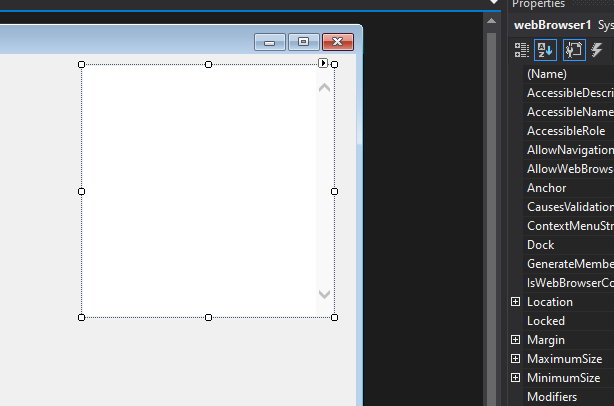 Properties
webBrowser1 Sys
(Name)
AccessibleDescri
AccessibleName
AccessibleRole
AllowNavigation
AllowWebBrows
Anchor
CausesValidation
ContextMenuStr
Dock
GenerateMembe
IsWebBrowserCo
Location
Locked
Margin
MaximumSize
MinimumSize
Modifiers